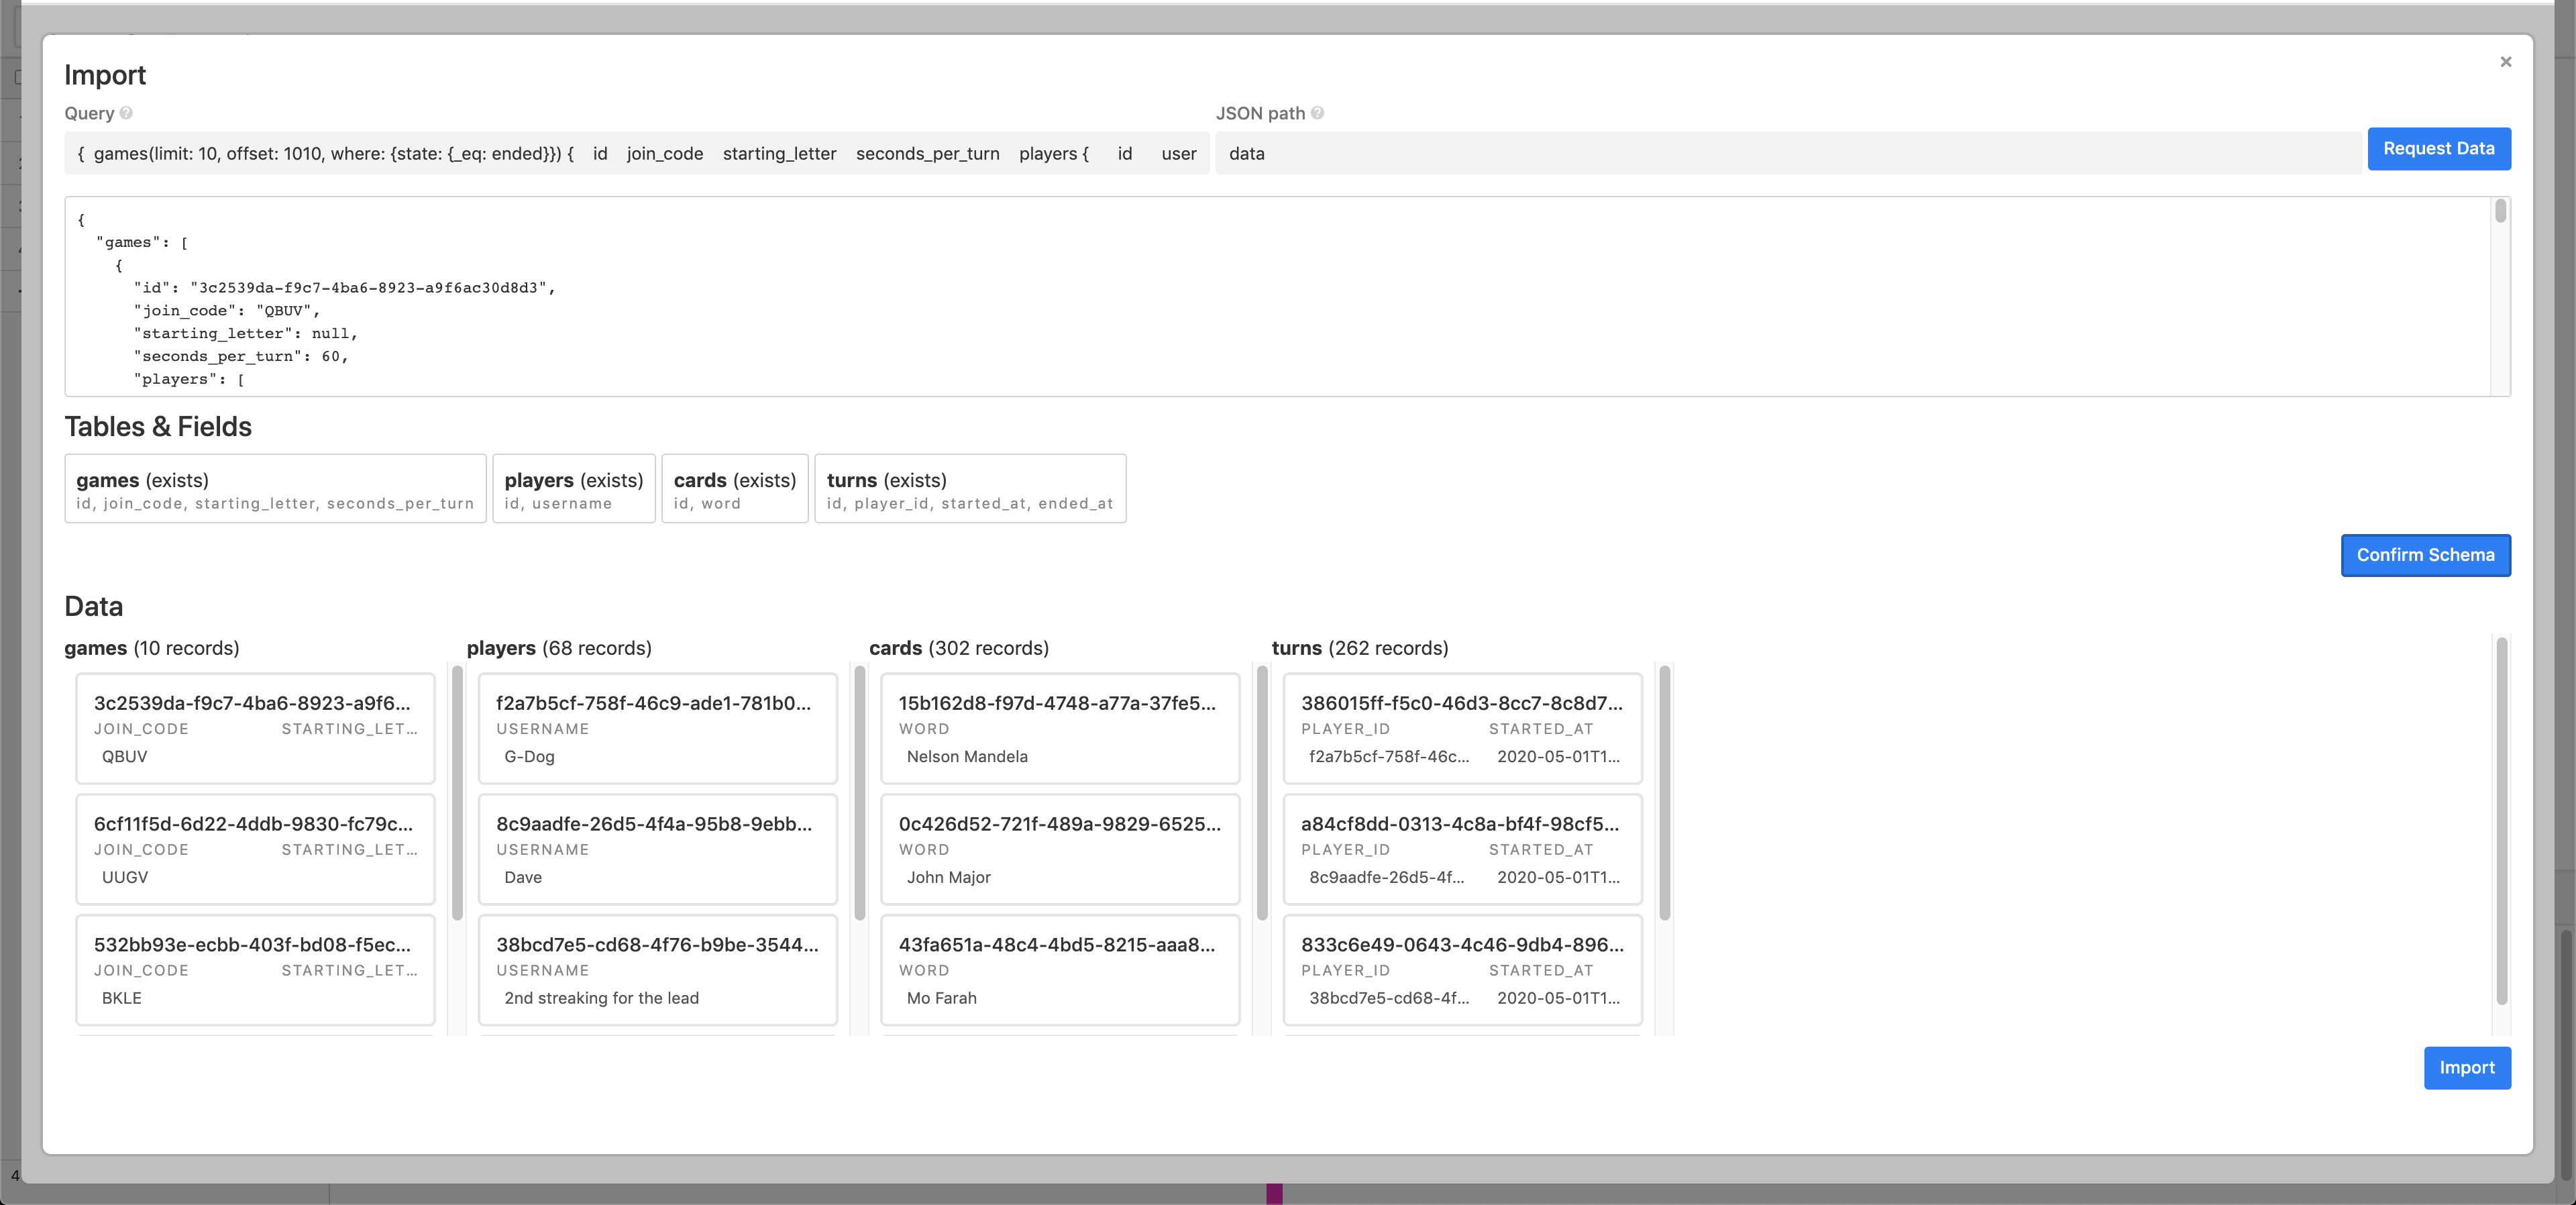 Import
×
Query ?
JSON path ?
{ games(limit: 10, offset: 1010, where: {state: {_eq: ended}}) { id join_code starting_letter seconds_per_turn players { id user
data
Request Data
{
"games": [
{
"id": "3c2539da-f9c7-4ba6-8923-a9f6ac30d8d3",
"join_code": "QBUV",
"starting_letter": null,
"seconds_per_turn": 60,
"players": [
Tables & Fields
games (exists)
id, join_code, starting_letter, seconds_per_turn
players (exists)
id, username
cards (exists)
id, word
turns (exists)
id, player_id, started_at, ended_at
Confirm Schema
Data
games (10 records)
3c2539da-f9c7-4ba6-8923-a9f6...
JOIN_CODE STARTING_LET...
QBUV
6cf11f5d-6d22-4ddb-9830-fc79c...
JOIN_CODE STARTING_LET...
UUGV
532bb93e-ecbb-403f-bd08-f5ec...
JOIN_CODE STARTING_LET...
BKLE
players (68 records)
f2a7b5cf-758f-46c9-ade1-781b0...
USERNAME
G-Dog
8c9aadfe-26d5-4f4a-95b8-9ebb...
USERNAME
Dave
38bcd7e5-cd68-4f76-b9be-3544...
USERNAME
2nd streaking for the lead
cards (302 records)
15b162d8-f97d-4748-a77a-37fe5...
WORD
Nelson Mandela
0c426d52-721f-489a-9829-6525...
WORD
John Major
43fa651a-48c4-4bd5-8215-aaa8...
WORD
Mo Farah
turns (262 records)
386015ff-f5c0-46d3-8cc7-8c8d7...
PLAYER_ID STARTED_AT
f2a7b5cf-758f-46c... 2020-05-01T1...
a84cf8dd-0313-4c8a-bf4f-98cf5...
PLAYER_ID STARTED_AT
8c9aadfe-26d5-4f... 2020-05-01T1...
833c6e49-0643-4c46-9db4-896...
PLAYER_ID STARTED_AT
38bcd7e5-cd68-4f... 2020-05-01T1...
Import
4